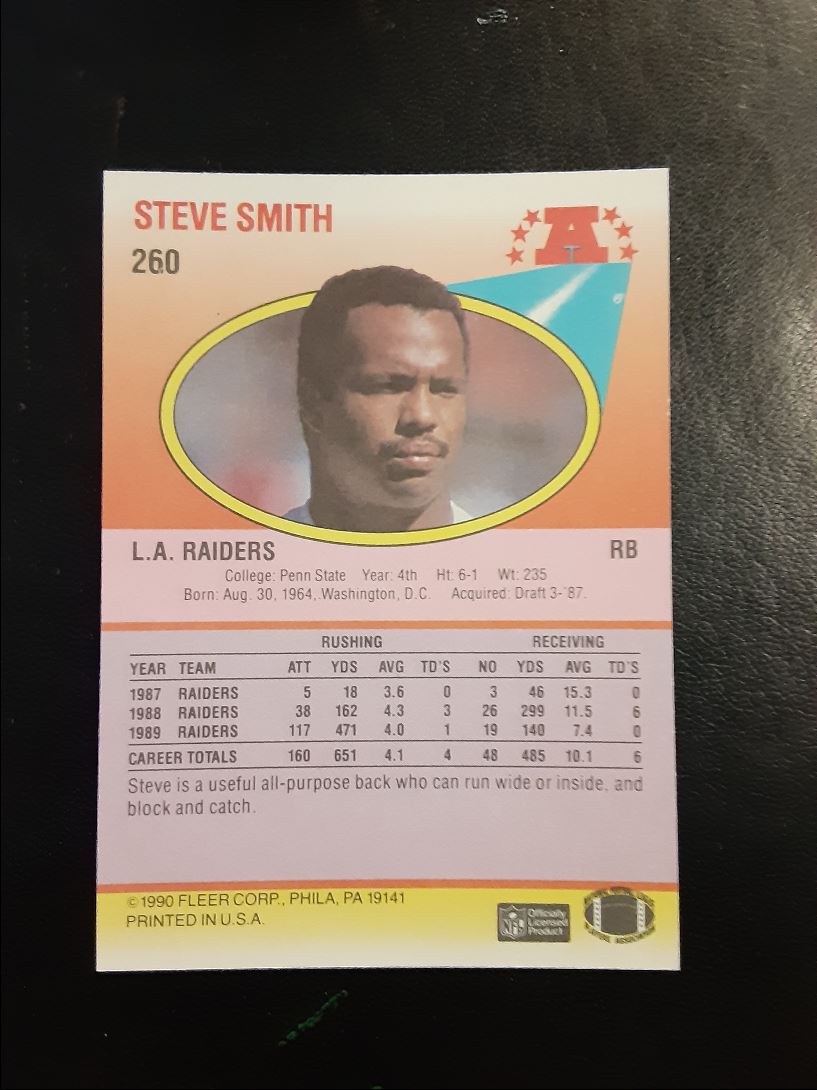 STEVE SMITH
260
A
L.A. RAIDERS RB
College: Penn State Year: 4th Ht: 6-1 Wt: 235
Born: Aug. 30, 1964, Washington, D.C. Acquired: Draft 3-'87.
RUSHING RECEIVING
YEAR TEAM ATT YDS AVG TD'S NO YDS AVG TD'S
1987 RAIDERS 5 18 3.6 0 3 46 15.3 0
1988 RAIDERS 38 162 4.3 3 26 299 11.5 6
1989 RAIDERS 117 471 4.0 1 19 140 7.4 0
CAREER TOTALS 160 651 4.1 4 48 485 10.1 6
Steve is a useful all-purpose back who can run wide or inside, and
block and catch.
© 1990 FLEER CORP., PHILA, PA 19141
PRINTED IN U.S.A.
NFL Officially
Licensed
Product